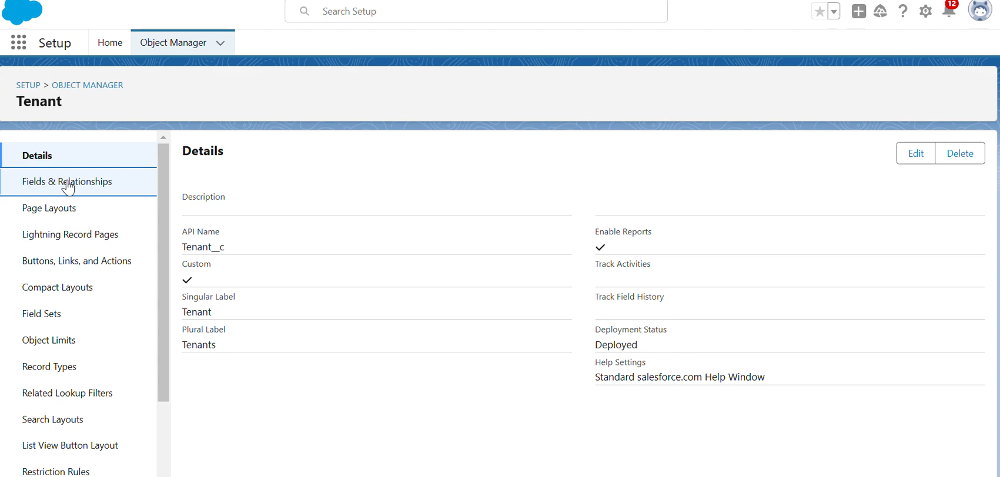 Search Setup
12
Setup
Home
Object Manager
SETUP > OBJECT MANAGER
Tenant
Details
Fields & Relationships
Page Layouts
Lightning Record Pages
Buttons, Links, and Actions
Compact Layouts
Field Sets
Object Limits
Record Types
Related Lookup Filters
Search Layouts
List View Button Layout
Restriction Rules
Details
Edit
Delete
Description
API Name
Tenant__c
Custom
Singular Label
Tenant
Plural Label
Tenants
Enable Reports
Track Activities
Track Field History
Deployment Status
Deployed
Help Settings
Standard salesforce.com Help Window